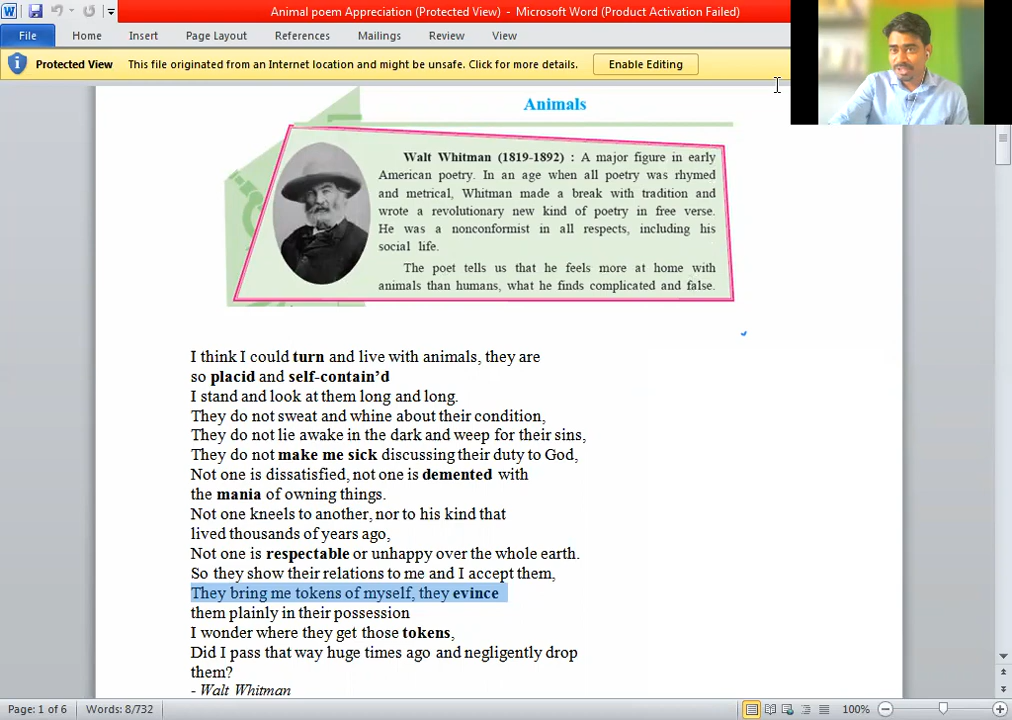 Animal poem Appreciation (Protected View) - Microsoft Word (Product Activation Failed)
File Home Insert Page Layout References Mailings Review View
Protected View This file originated from an Internet location and might be unsafe. Click for more details. Enable Editing
Animals
Walt Whitman (1819-1892) : A major figure in early
American poetry. In an age when all poetry was rhymed
and metrical, Whitman made a break with tradition and
wrote a revolutionary new kind of poetry in free verse.
He was a nonconformist in all respects, including his
social life.
The poet tells us that he feels more at home with
animals than humans, what he finds complicated and false.
I think I could turn and live with animals, they are
so placid and self-contain’d
I stand and look at them long and long.
They do not sweat and whine about their condition,
They do not lie awake in the dark and weep for their sins,
They do not make me sick discussing their duty to God,
Not one is dissatisfied, not one is demented with
the mania of owning things.
Not one kneels to another, nor to his kind that
lived thousands of years ago,
Not one is respectable or unhappy over the whole earth.
So they show their relations to me and I accept them,
They bring me tokens of myself, they evince
them plainly in their possession
I wonder where they get those tokens,
Did I pass that way huge times ago and negligently drop
them?
- Walt Whitman
Page: 1 of 6 Words: 8/732 100%